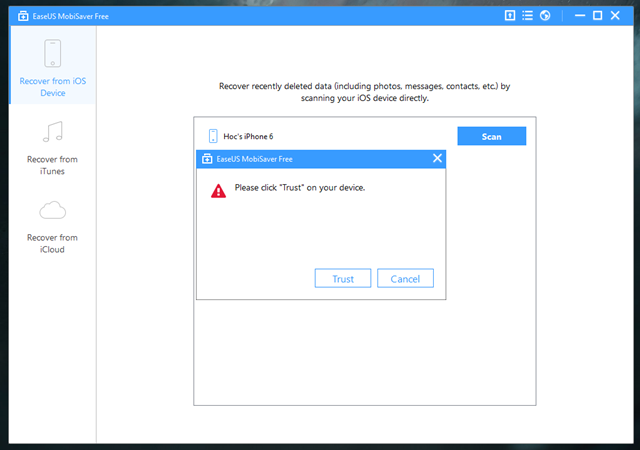 EaseUS MobiSaver Free
Recover from iOS
Device
Recover from
iTunes
Recover from
iCloud
Recover recently deleted data (including photos, messages, contacts, etc.) by
scanning your iOS device directly.
Hoc's iPhone 6
Scan
EaseUS MobiSaver Free
Please click "Trust" on your device.
Trust
Cancel